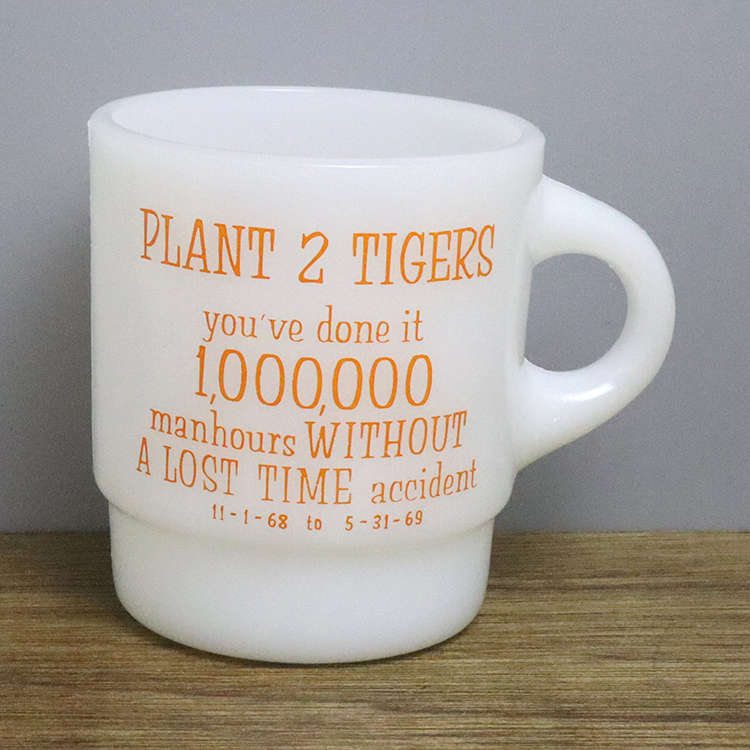 PLANT 2 TIGERS
you've done it
1,000,000
manhours WITHOUT
A LOST TIME accident
11-1-68 to 5-31-69